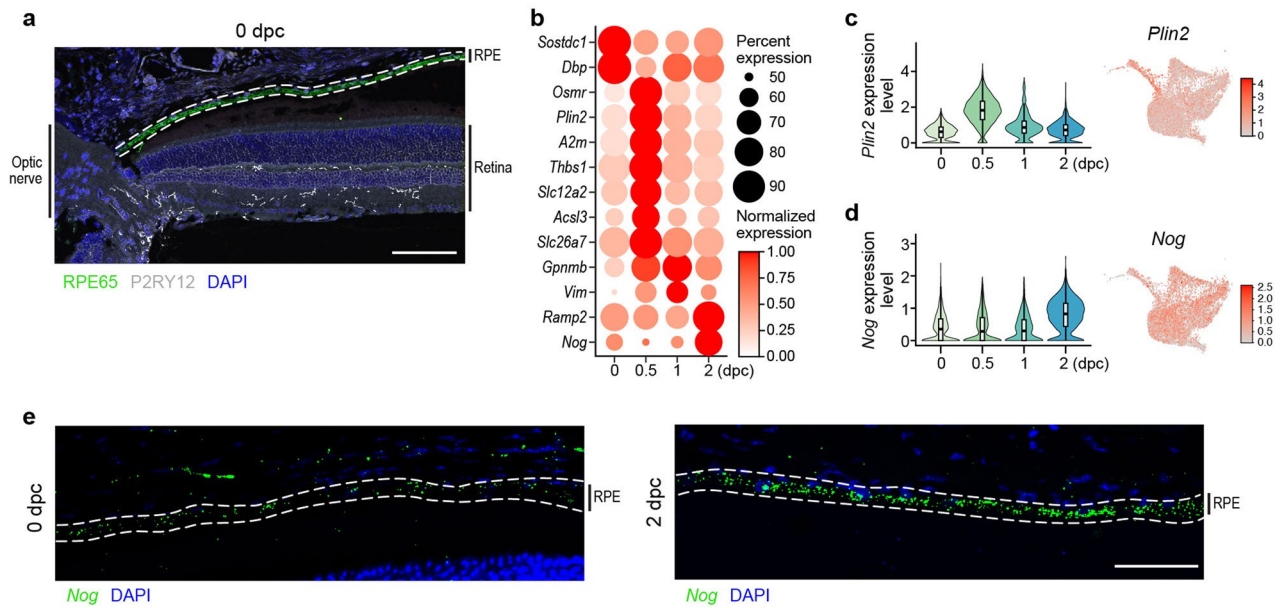 a
0 dpc
RPE
Optic
nerve
Retina
RPE65 P2RY12 DAPI
b
Sostdc1
Dbp
Osmr
Plin2
A2m
Thbs1
Slc12a2
Acsl3
Slc26a7
Gpnmb
Vim
Ramp2
Nog
0 0.5 1 2 (dpc)
Percent
expression
50
60
70
80
90
Normalized
expression
1.00
0.75
0.50
0.25
0.00
c
Plin2 expression
level
4
2
0
0 0.5 1 2 (dpc)
Plin2
4
3
2
1
0
d
Nog expression
level
3
2
1
0
0 0.5 1 2 (dpc)
Nog
2.5
2.0
1.5
1.0
0.5
0.0
e
0 dpc
RPE
Nog DAPI
2 dpc
RPE
Nog DAPI